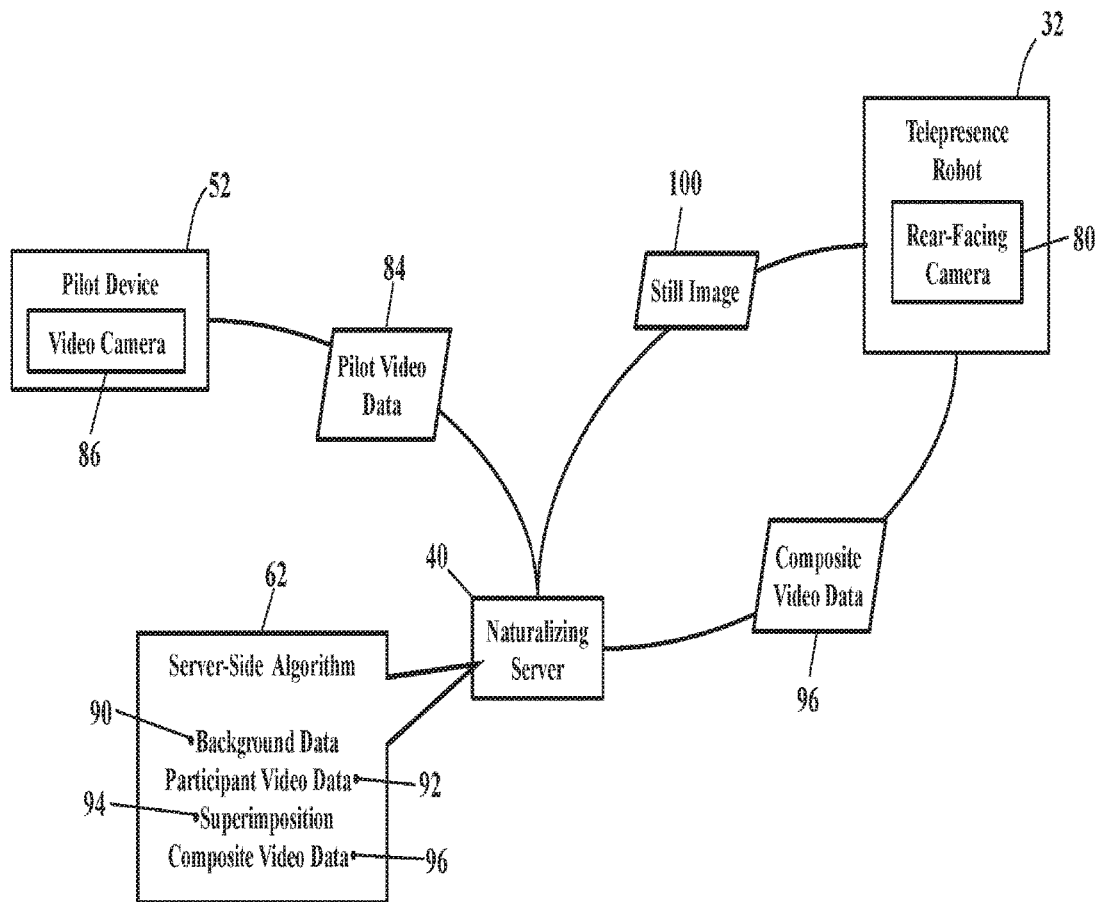 32
Telepresence
Robot
Rear-Facing
Camera
80
100
Still Image
52
Pilot Device
Video Camera
86
84
Pilot Video
Data
40
Naturalizing
Server
Composite
Video Data
96
62
Server-Side Algorithm
90
•Background Data
Participant Video Data• 92
94
•Superimposition
Composite Video Data• 96